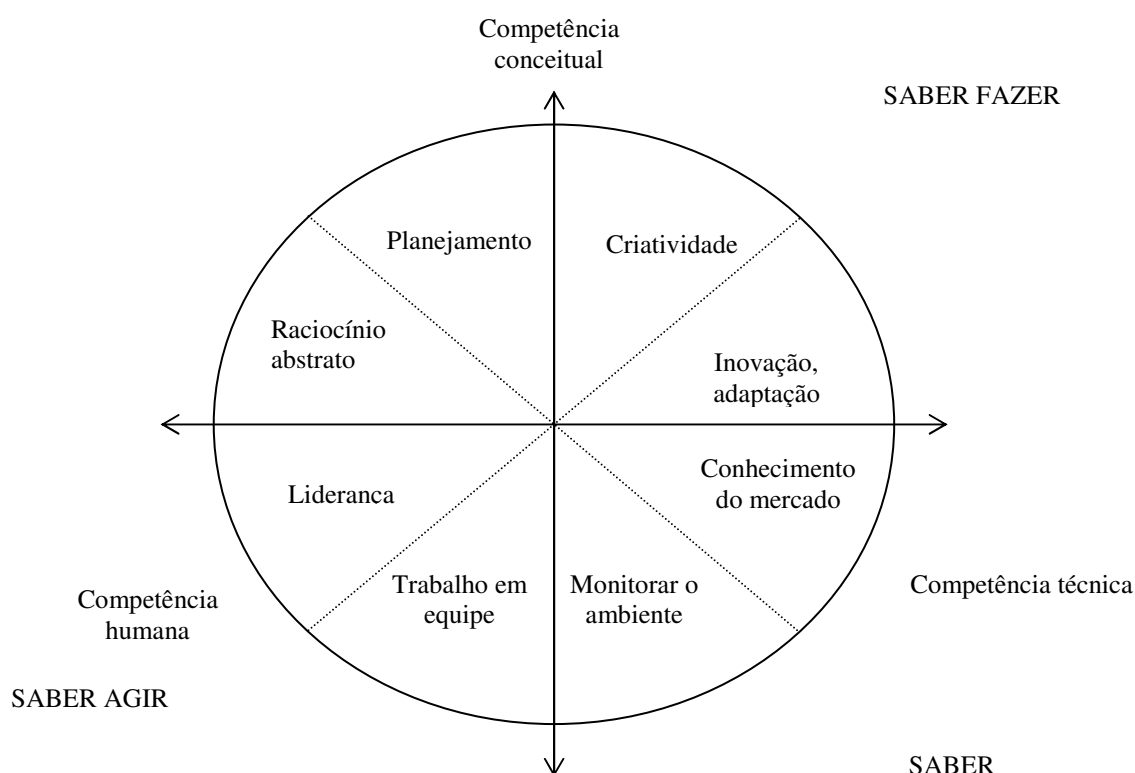 Competência
conceitual
SABER FAZER
Planejamento
Criatividade
Raciocínio
abstrato
Inovação,
adaptação
Conhecimento
do mercado
Lideranca
Trabalho em
equipe
Monitorar o
ambiente
Competência técnica
Competência
humana
SABER AGIR
SABER